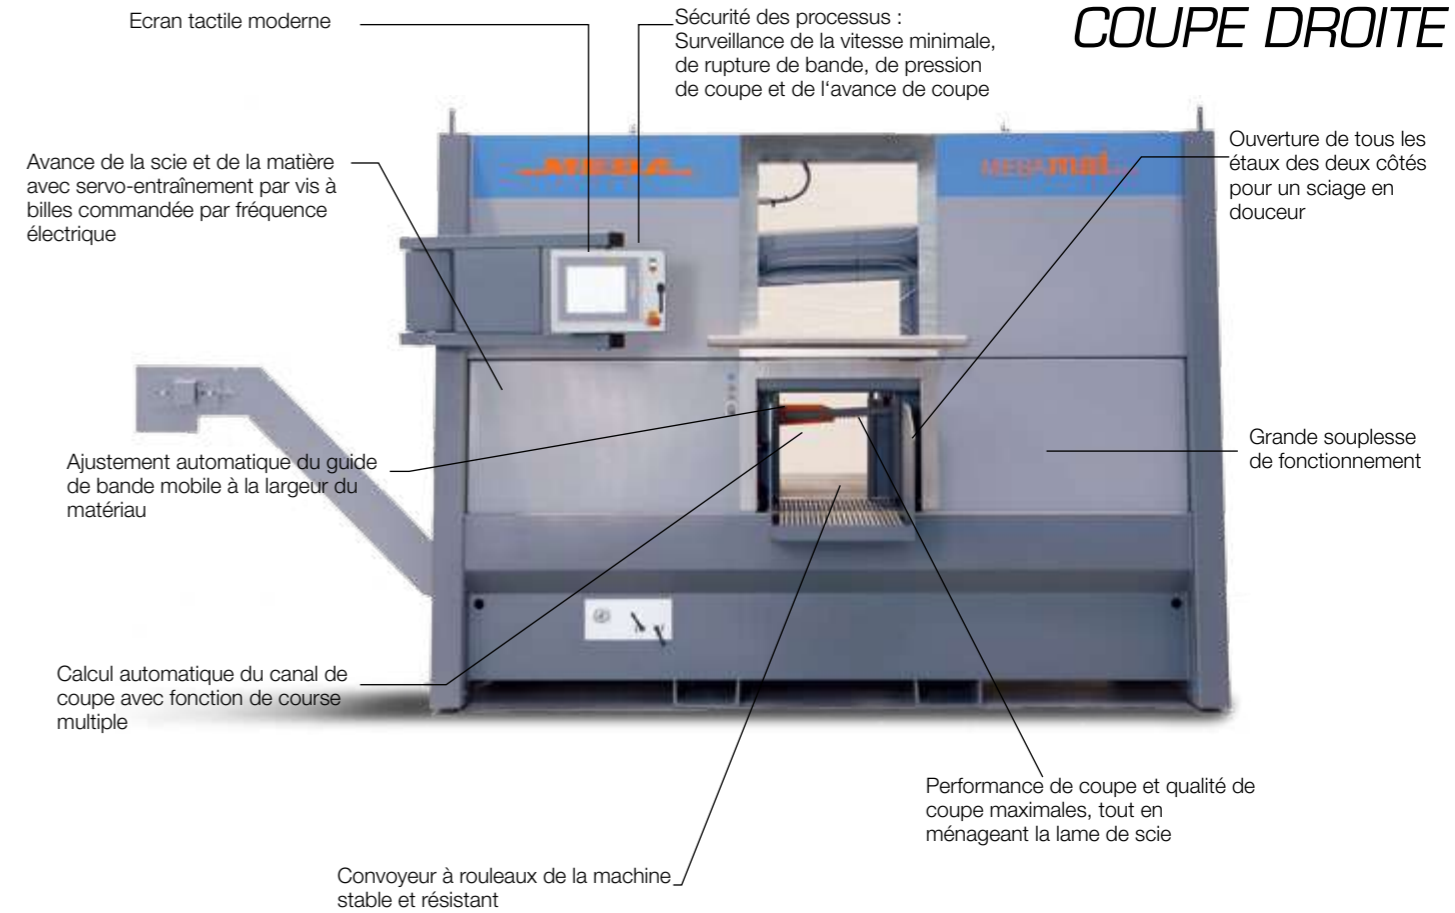 COUPE DROITE
Ecran tactile moderne
Sécurité des processus :
Surveillance de la vitesse minimale,
de rupture de bande, de pression
de coupe et de l‘avance de coupe
Avance de la scie et de la matière
avec servo-entraînement par vis à
billes commandée par fréquence
électrique
Ouverture de tous les
étaux des deux côtés
pour un sciage en
douceur
MEBA
MEBAmat
Ajustement automatique du guide
de bande mobile à la largeur du
matériau
Grande souplesse
de fonctionnement
Calcul automatique du canal de
coupe avec fonction de course
multiple
Performance de coupe et qualité de
coupe maximales, tout en
ménageant la lame de scie
Convoyeur à rouleaux de la machine
stable et résistant